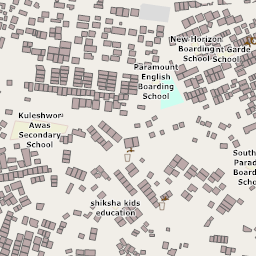 New Horizon
Boarding
School
nt Garde
School
Paramount
English
Boarding
School
Kuleshwor
Awas
Secondary
School
South
Parad
Board
Scho
shiksha kids
education